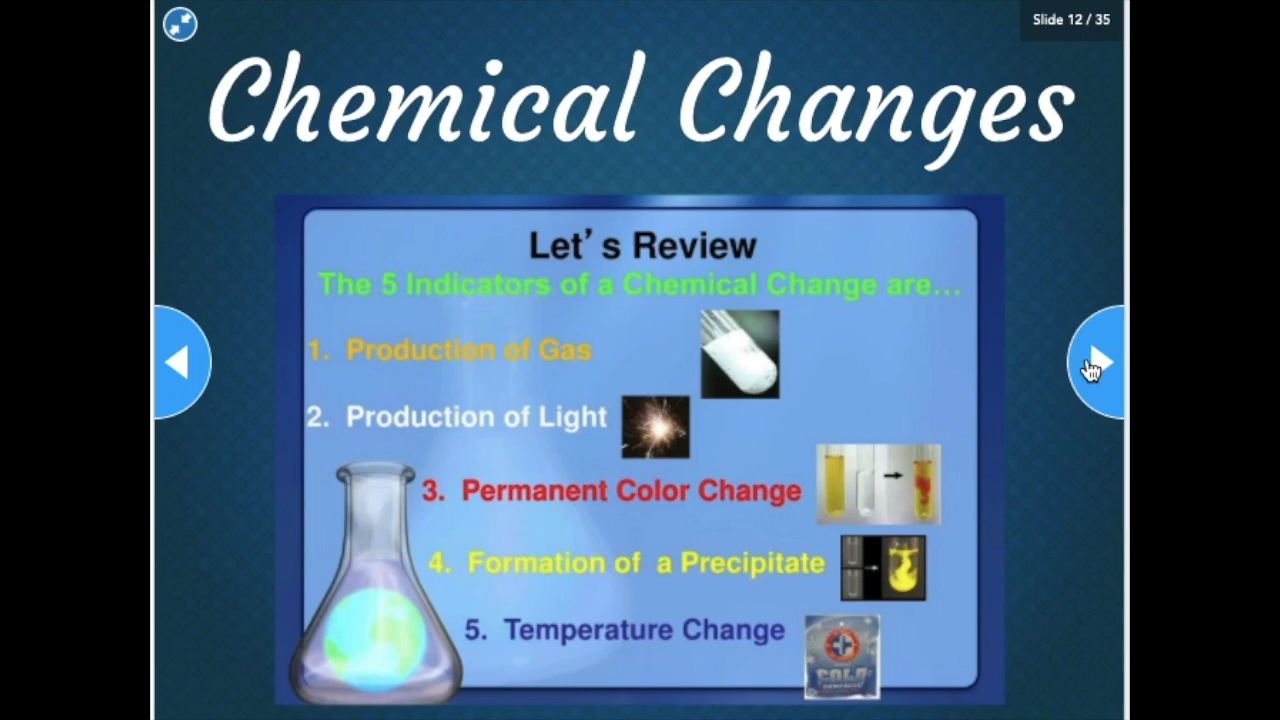 Slide 12 / 35
Chemical Changes
Let's Review
The 5 Indicators of a Chemical Change are...
1. Production of Gas
2. Production of Light
3. Permanent Color Change
4. Formation of a Precipitate
5. Temperature Change
COLD